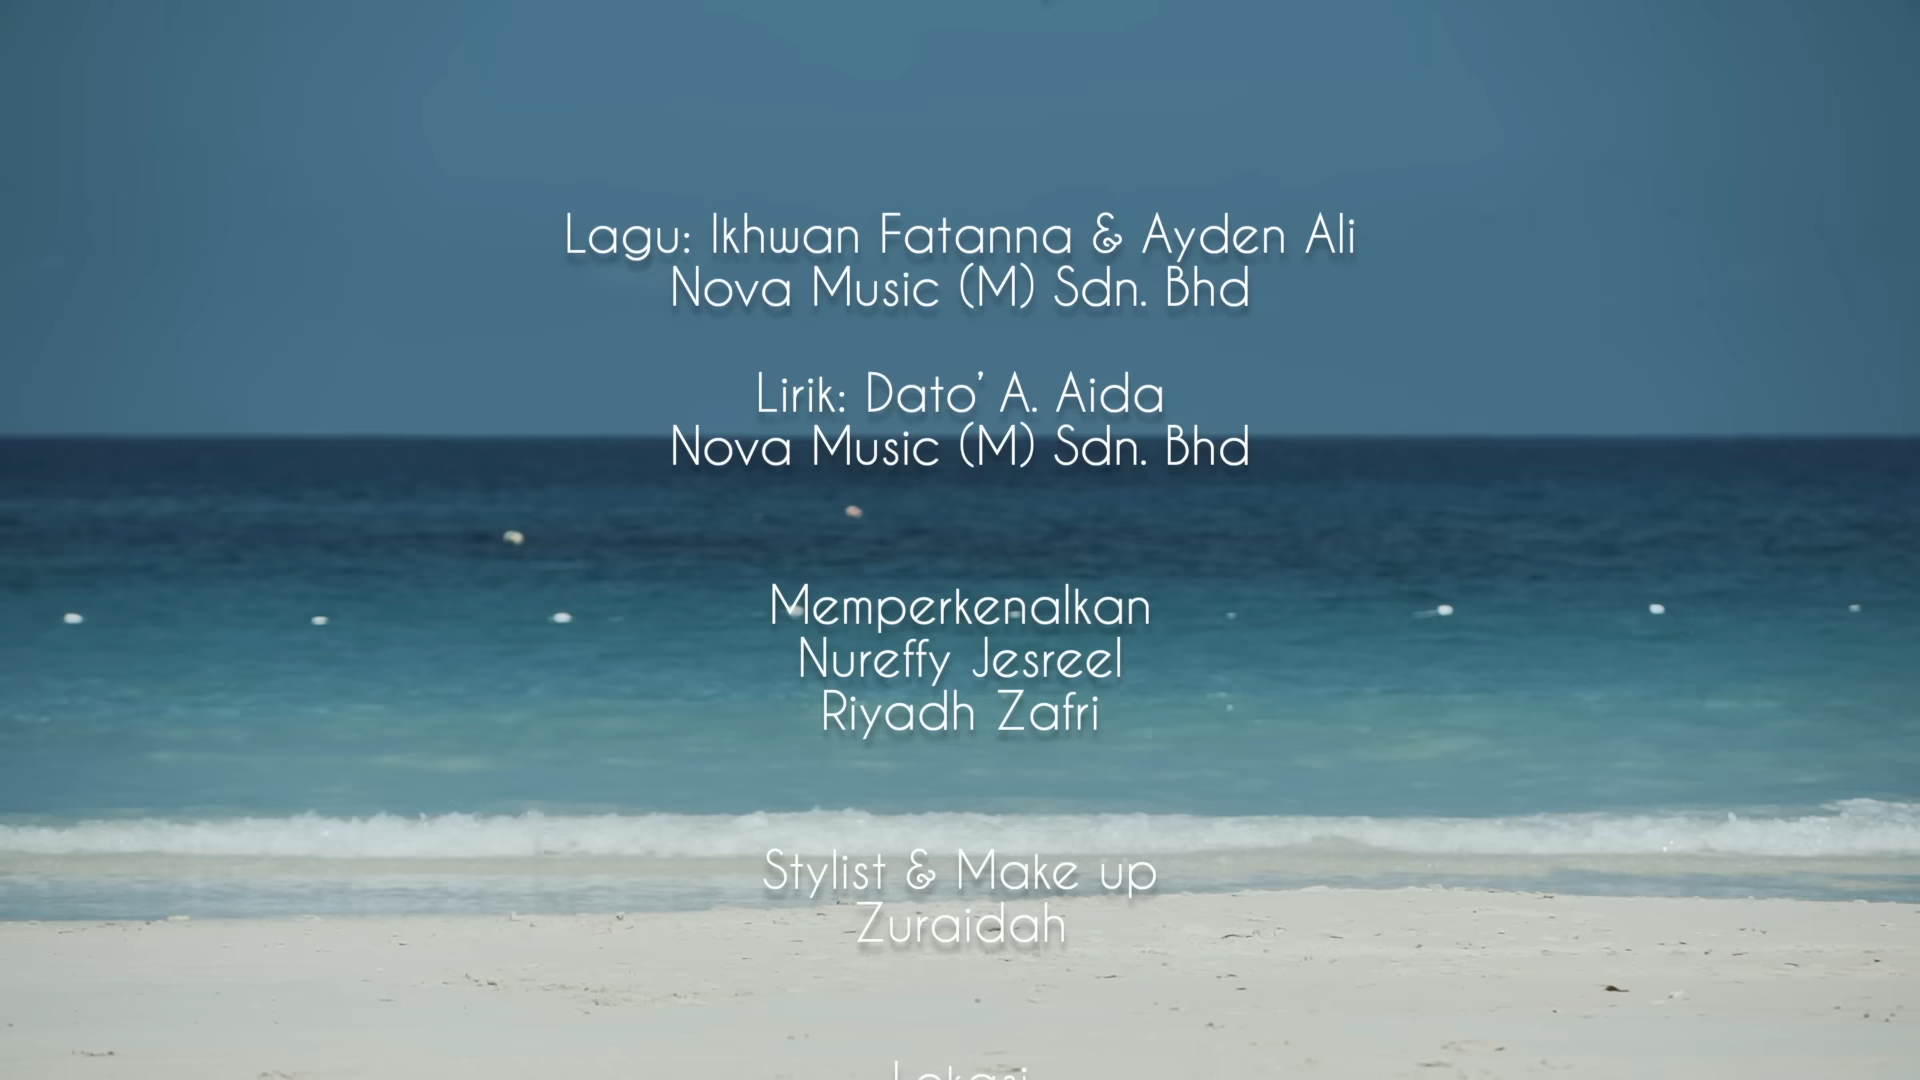 Lagu: Ikhwan Fatanna & Ayden Ali
Nova Music (M) Sdn. Bhd
Lirik: Dato' A. Aida
Nova Music (M) Sdn. Bhd
Memperkenalkan
Nureffy Jesreel
Riyadh Zafri
Stylist & Make up
Zuraidah
Lokasi